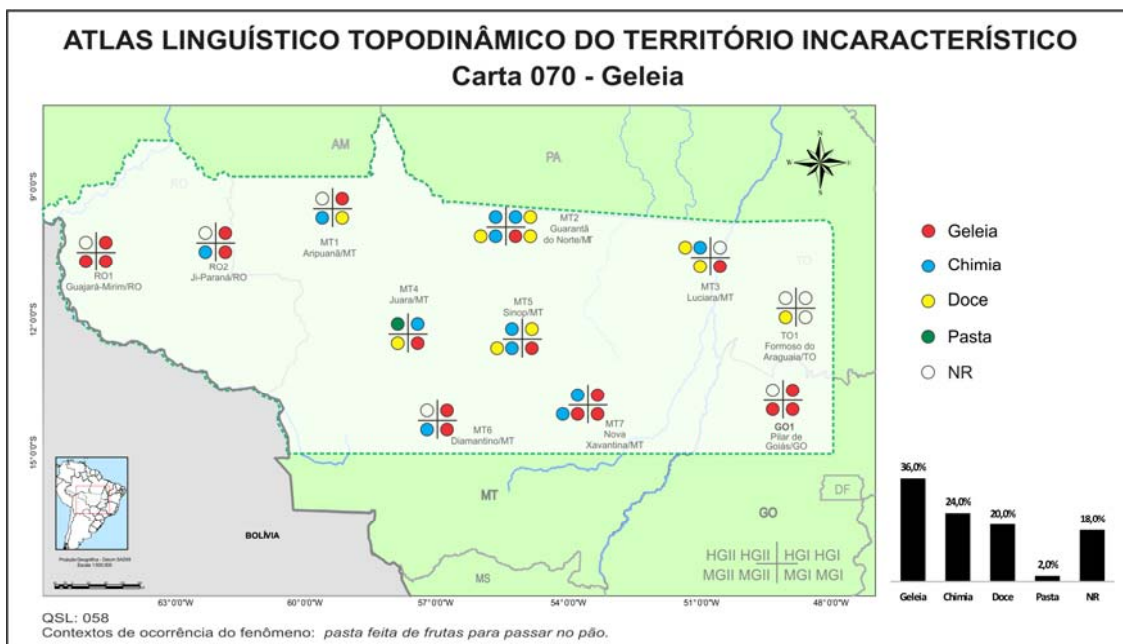 ATLAS LINGUÍSTICO TOPODINÂMICO DO TERRITÓRIO INCARACTERÍSTICO
Carta 070 - Geleia
AM
PA
RO
TO
9°0'0"S
12°0'0"S
15°0'0"S
RO1
Guajará-Mirim/RO
RO2
Ji-Paraná/RO
MT1
Aripuanã/MT
MT2
Guarantã
do Norte/MT
MT3
Luciara/MT
MT4
Juara/MT
MT5
Sinop/MT
TO1
Formoso do
Araguaia/TO
MT6
Diamantino/MT
MT7
Nova
Xavantina/MT
GO1
Pilar de
Goiás/GO
MT
DF
GO
BOLÍVIA
MS
HGII HGII HGI HGI
MGII MGII MGI MGI
63°0'0"W
60°0'0"W
57°0'0"W
54°0'0"W
51°0'0"W
48°0'0"W
Geleia
Chimia
Doce
Pasta
NR
36,0%
24,0%
20,0%
2,0%
18,0%
Geleia
Chimia
Doce
Pasta
NR
N
W
E
S
QSL: 058
Contextos de ocorrência do fenômeno: pasta feita de frutas para passar no pão.